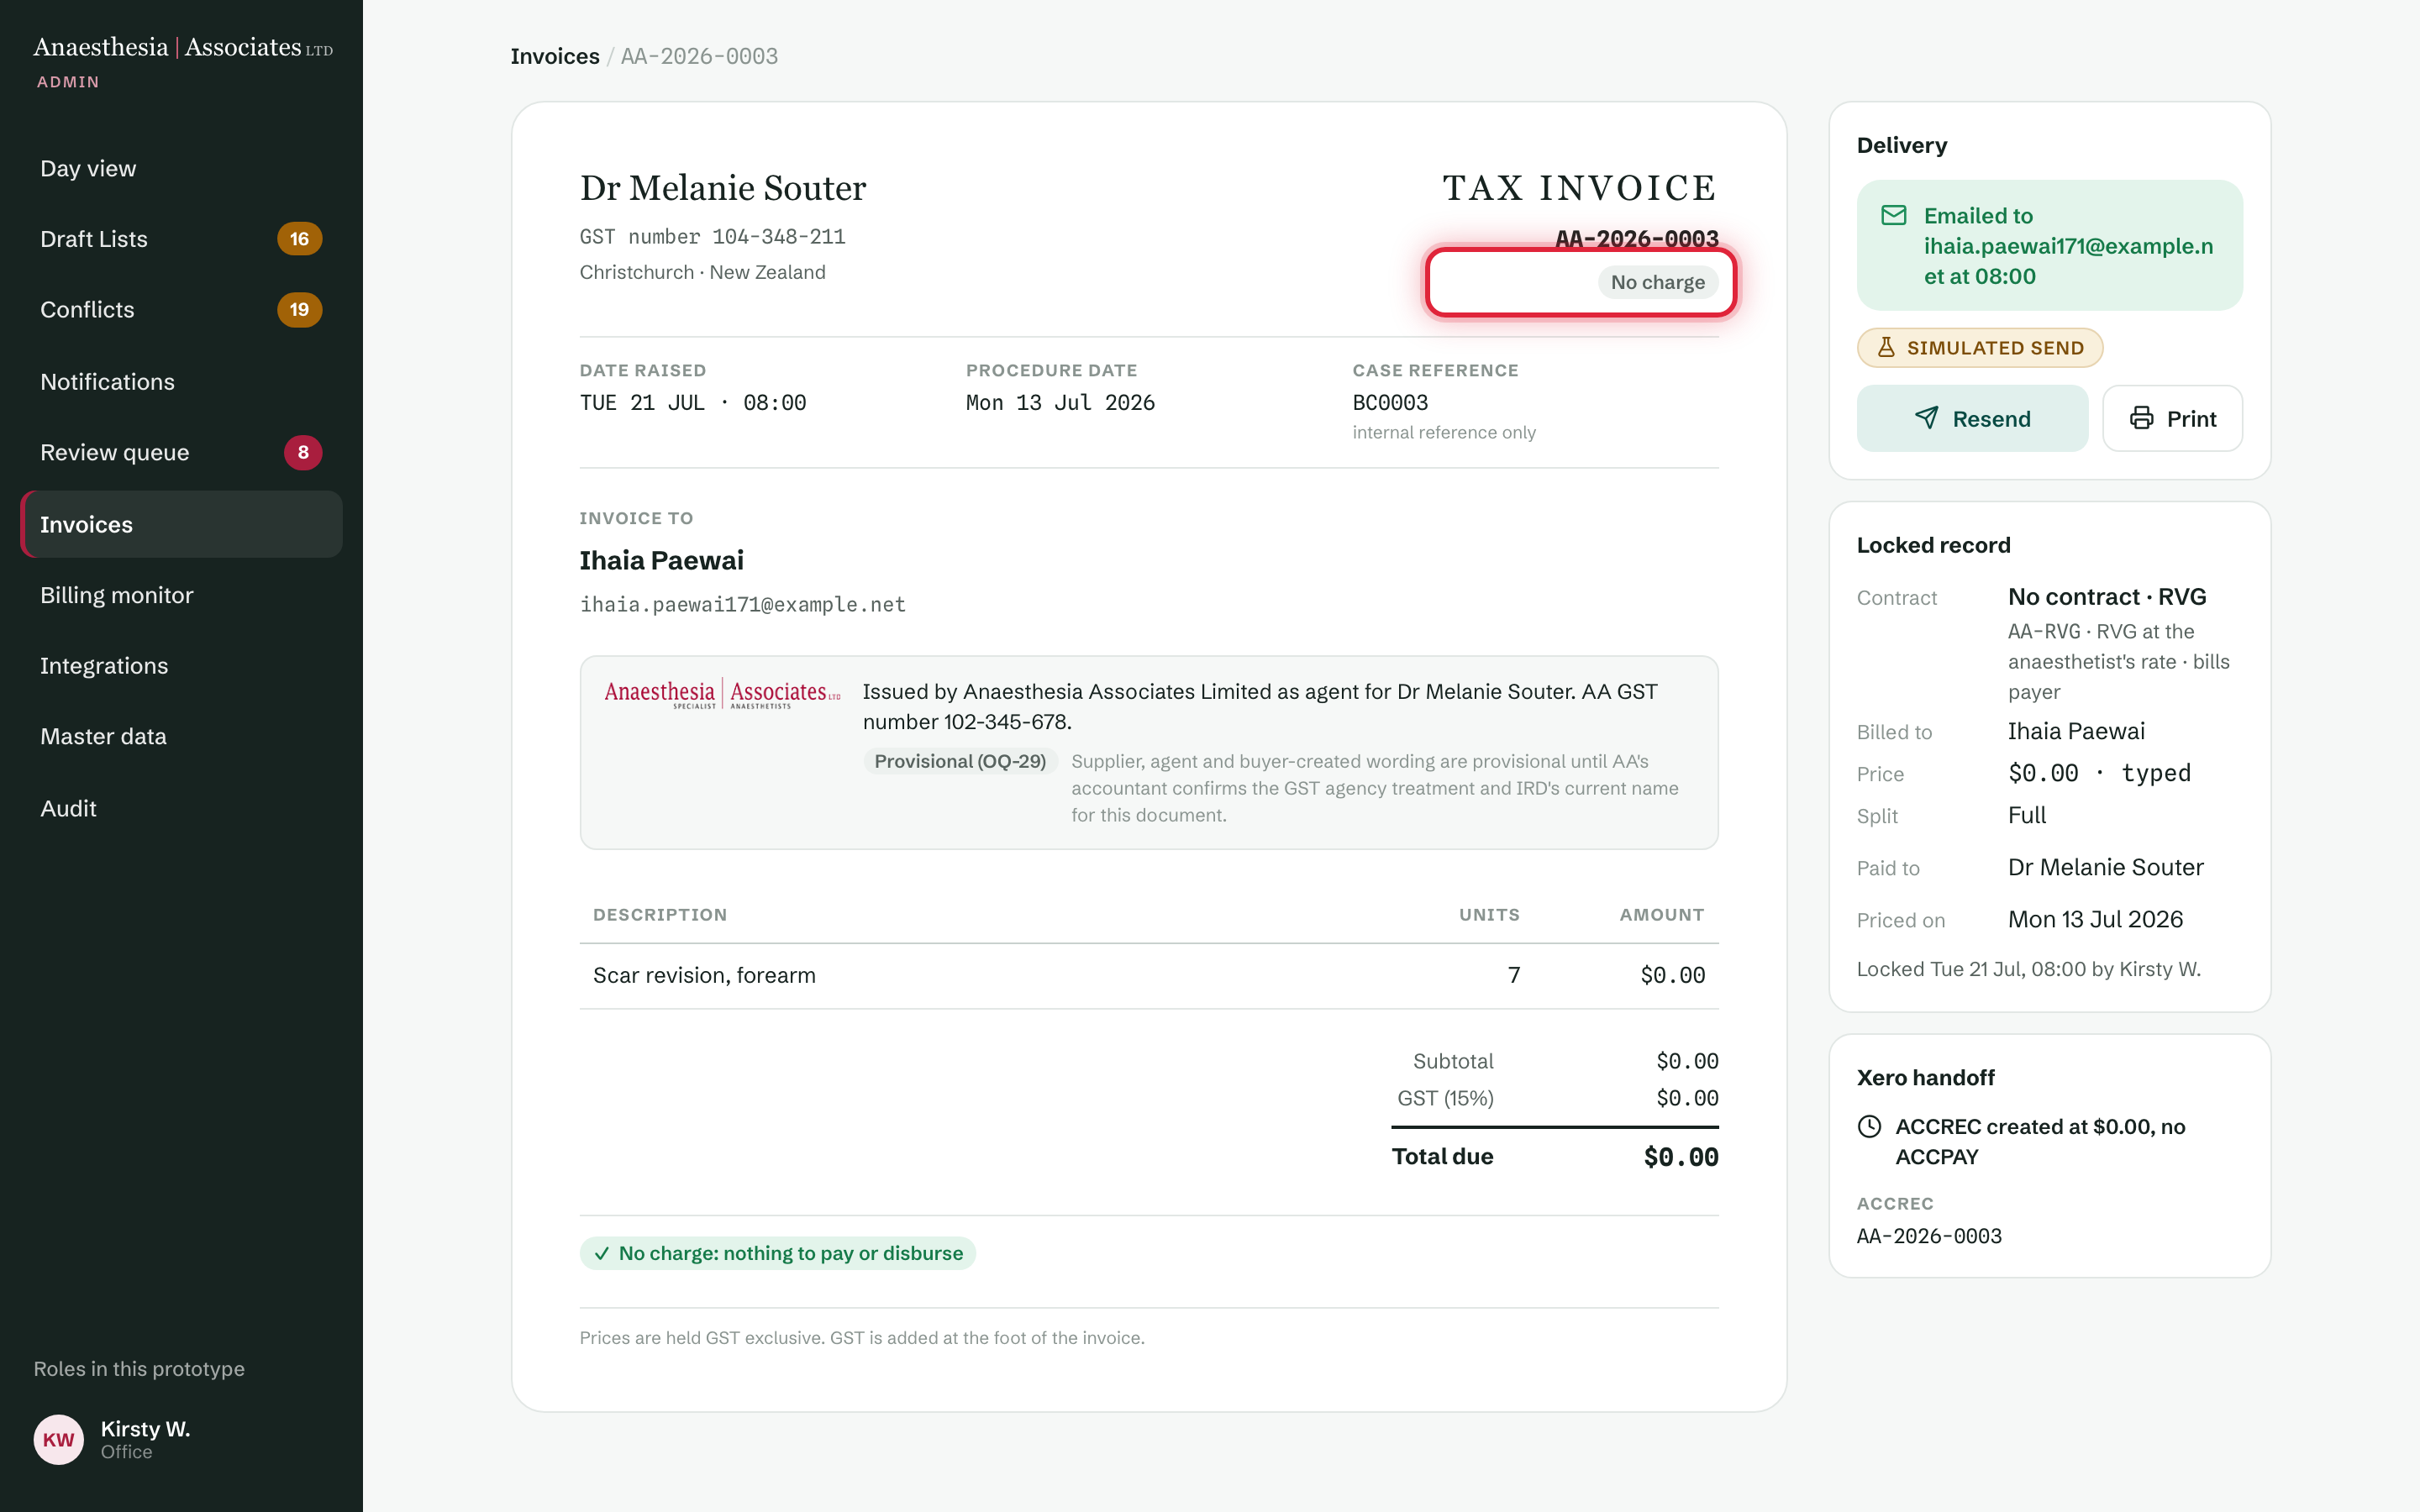 Anaesthesia | Associates LTD
ADMIN
Day view
Draft Lists 16
Conflicts 19
Notifications
Review queue 8
Invoices
Billing monitor
Integrations
Master data
Audit
Roles in this prototype
KW
Kirsty W.
Office
Invoices / AA-2026-0003
Dr Melanie Souter
GST number 104-348-211
Christchurch · New Zealand
TAX INVOICE
AA-2026-0003
No charge
DATE RAISED
TUE 21 JUL · 08:00
PROCEDURE DATE
Mon 13 Jul 2026
CASE REFERENCE
BC0003
internal reference only
INVOICE TO
Ihaia Paewai
ihaia.paewai171@example.net
Anaesthesia | Associates LTD
SPECIALIST | ANAESTHETISTS
Issued by Anaesthesia Associates Limited as agent for Dr Melanie Souter. AA GST
number 102-345-678.
Provisional (OQ-29)
Supplier, agent and buyer-created wording are provisional until AA's
accountant confirms the GST agency treatment and IRD's current name
for this document.
DESCRIPTION UNITS AMOUNT
Scar revision, forearm 7 $0.00
Subtotal $0.00
GST (15%) $0.00
Total due $0.00
No charge: nothing to pay or disburse
Prices are held GST exclusive. GST is added at the foot of the invoice.
Delivery
Emailed to
ihaia.paewai171@example.n
et at 08:00
SIMULATED SEND
Resend
Print
Locked record
Contract No contract · RVG
AA-RVG · RVG at the
anaesthetist's rate · bills
payer
Billed to Ihaia Paewai
Price $0.00 · typed
Split Full
Paid to Dr Melanie Souter
Priced on Mon 13 Jul 2026
Locked Tue 21 Jul, 08:00 by Kirsty W.
Xero handoff
ACCREC created at $0.00, no
ACCPAY
ACCREC
AA-2026-0003